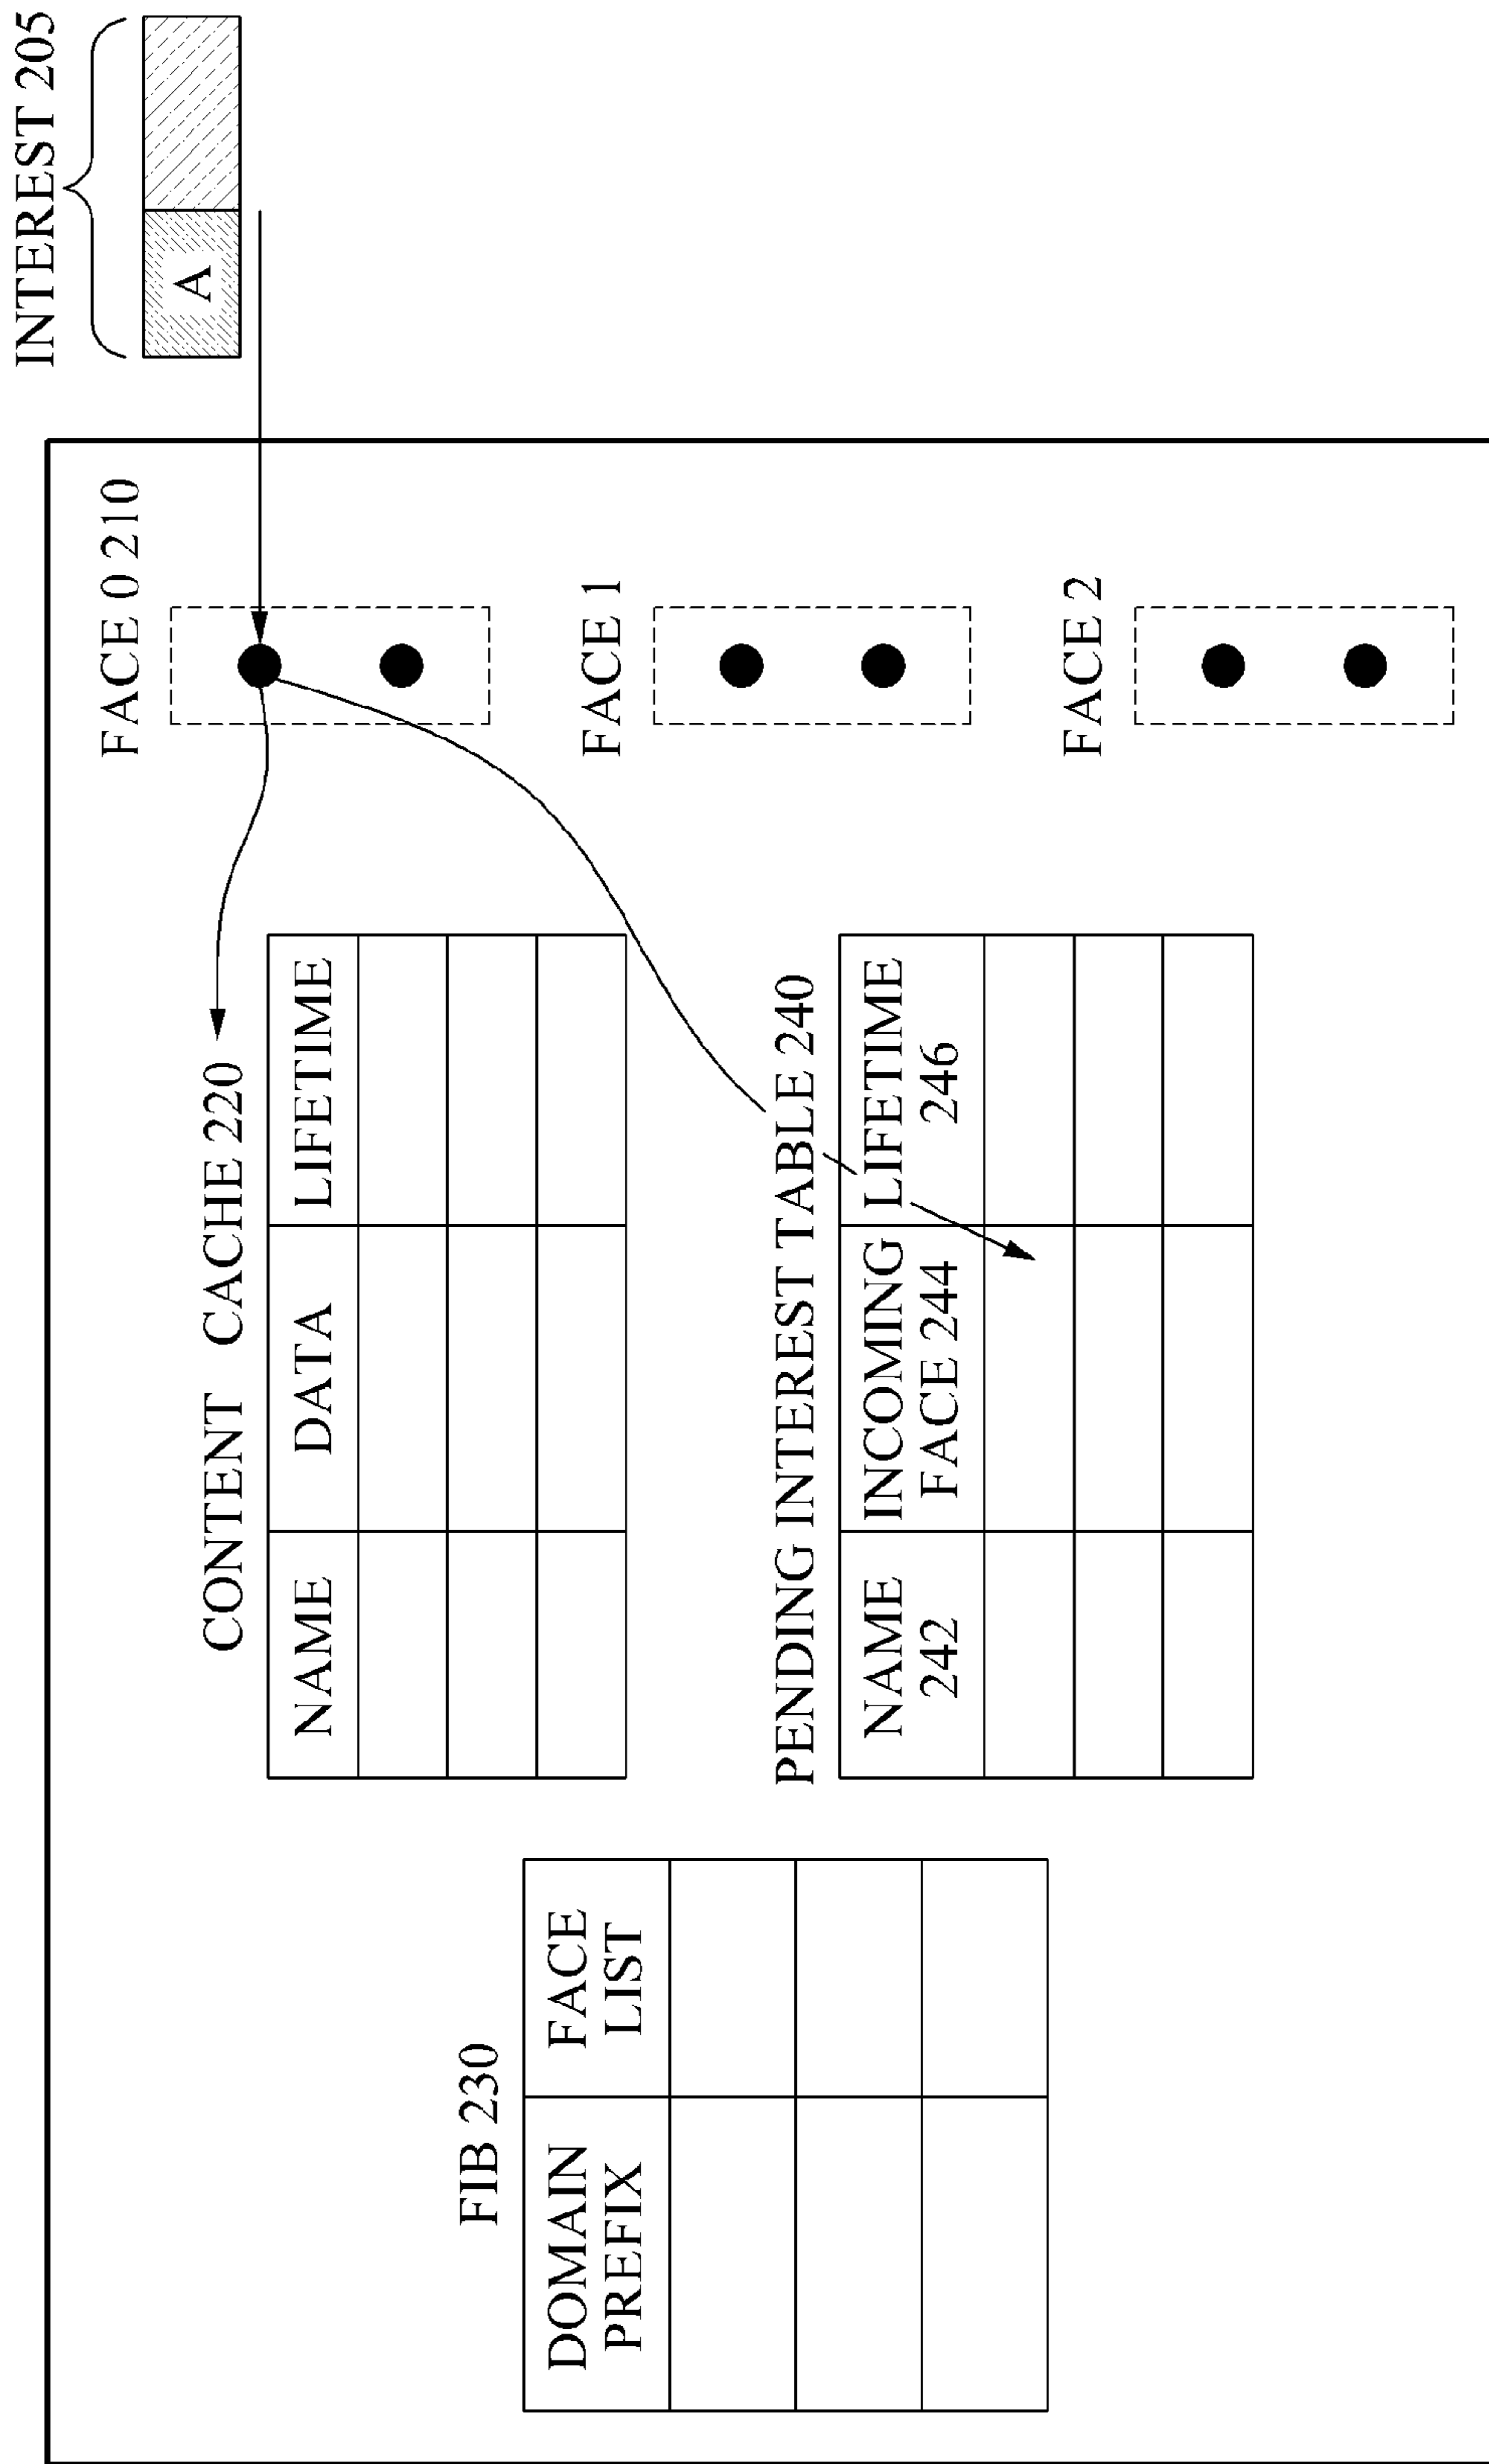 INTEREST 205
A
FACE 0 210
CONTENT CACHE 220
NAME DATA LIFETIME
FACE 1
FIB 230
DOMAIN PREFIX
FACE LIST
PENDING INTEREST TABLE 240
NAME 242
INCOMING FACE 244
LIFETIME 246
FACE 2